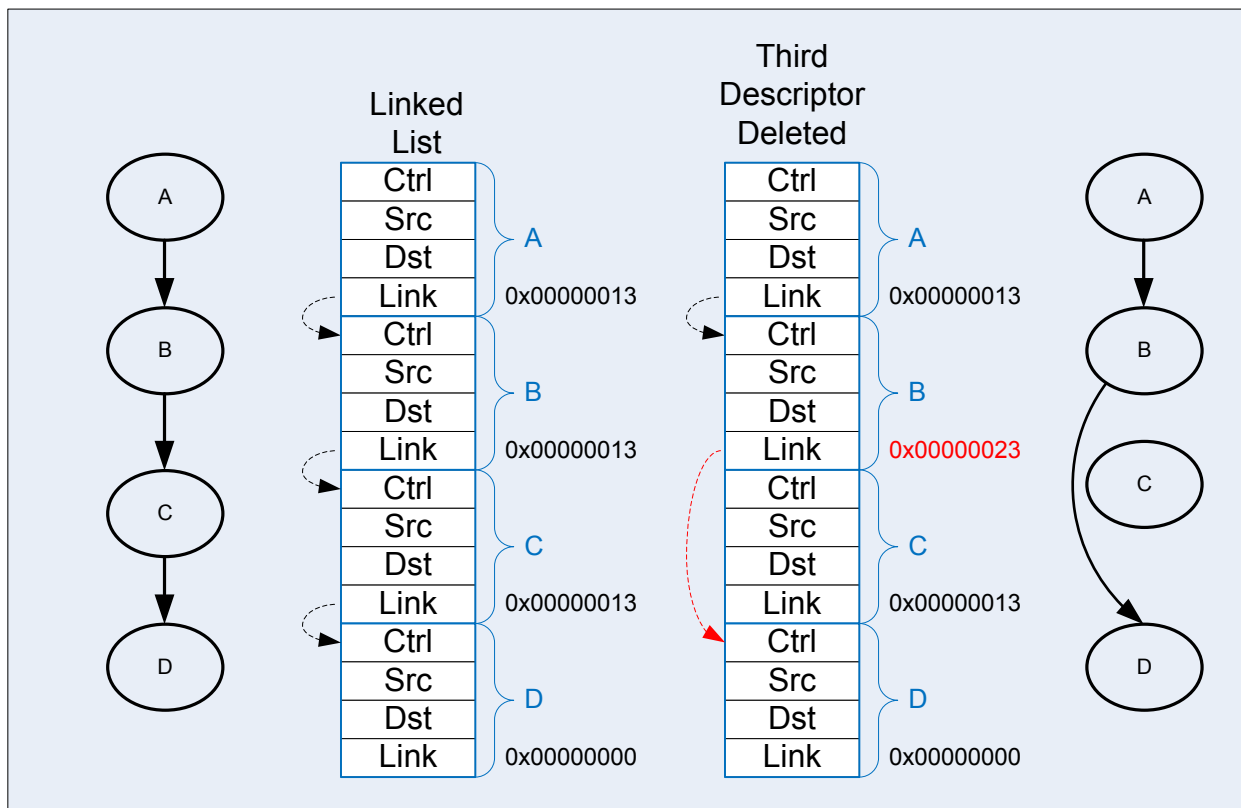 Linked
List
Third
Descriptor
Deleted
A
B
C
D
Ctrl
Src
Dst
Link
A
0x00000013
Ctrl
Src
Dst
Link
B
0x00000013
Ctrl
Src
Dst
Link
C
0x00000013
Ctrl
Src
Dst
Link
D
0x00000000
Ctrl
Src
Dst
Link
A
0x00000013
Ctrl
Src
Dst
Link
B
0x00000023
Ctrl
Src
Dst
Link
C
0x00000013
Ctrl
Src
Dst
Link
D
0x00000000
A
B
C
D